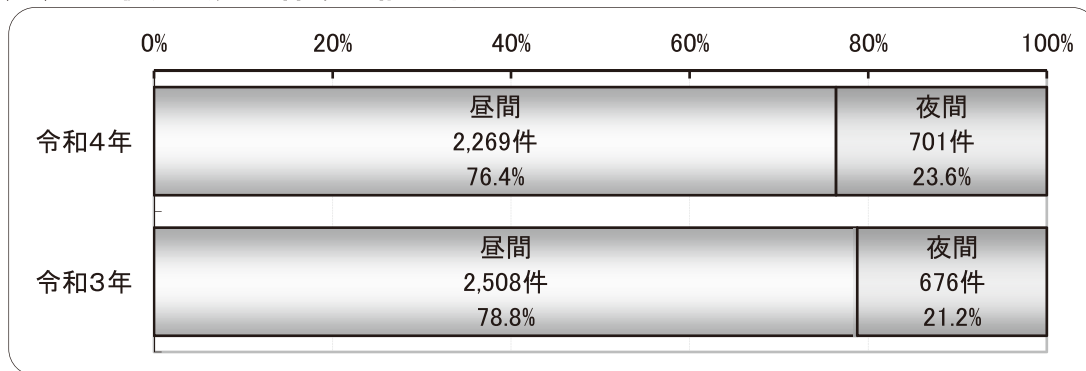 0% 20% 40% 60% 80% 100%
令和4年
昼間
2,269件
76.4%
夜間
701件
23.6%
令和3年
昼間
2,508件
78.8%
夜間
676件
21.2%